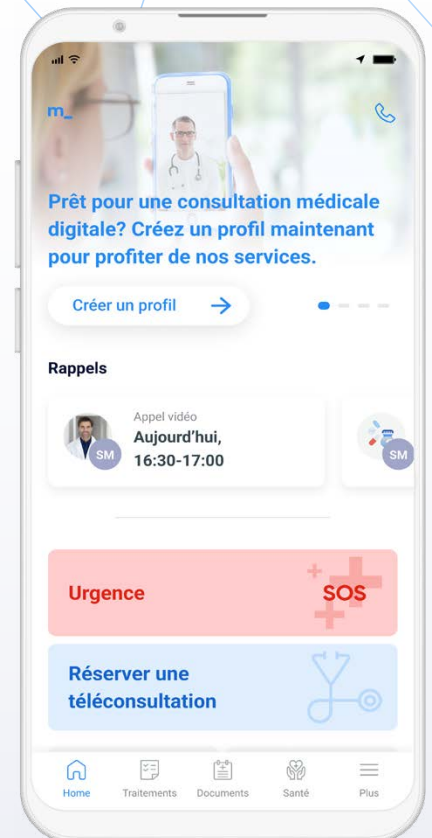 m_
Prêt pour une consultation médicale
digitale? Créez un profil maintenant
pour profiter de nos services.
Créer un profil
Rappels
Appel vidéo
Aujourd'hui,
16:30-17:00
SM
SM
Urgence
SOS
Réserver une
téléconsultation
Home
Traitements
Documents
Santé
Plus